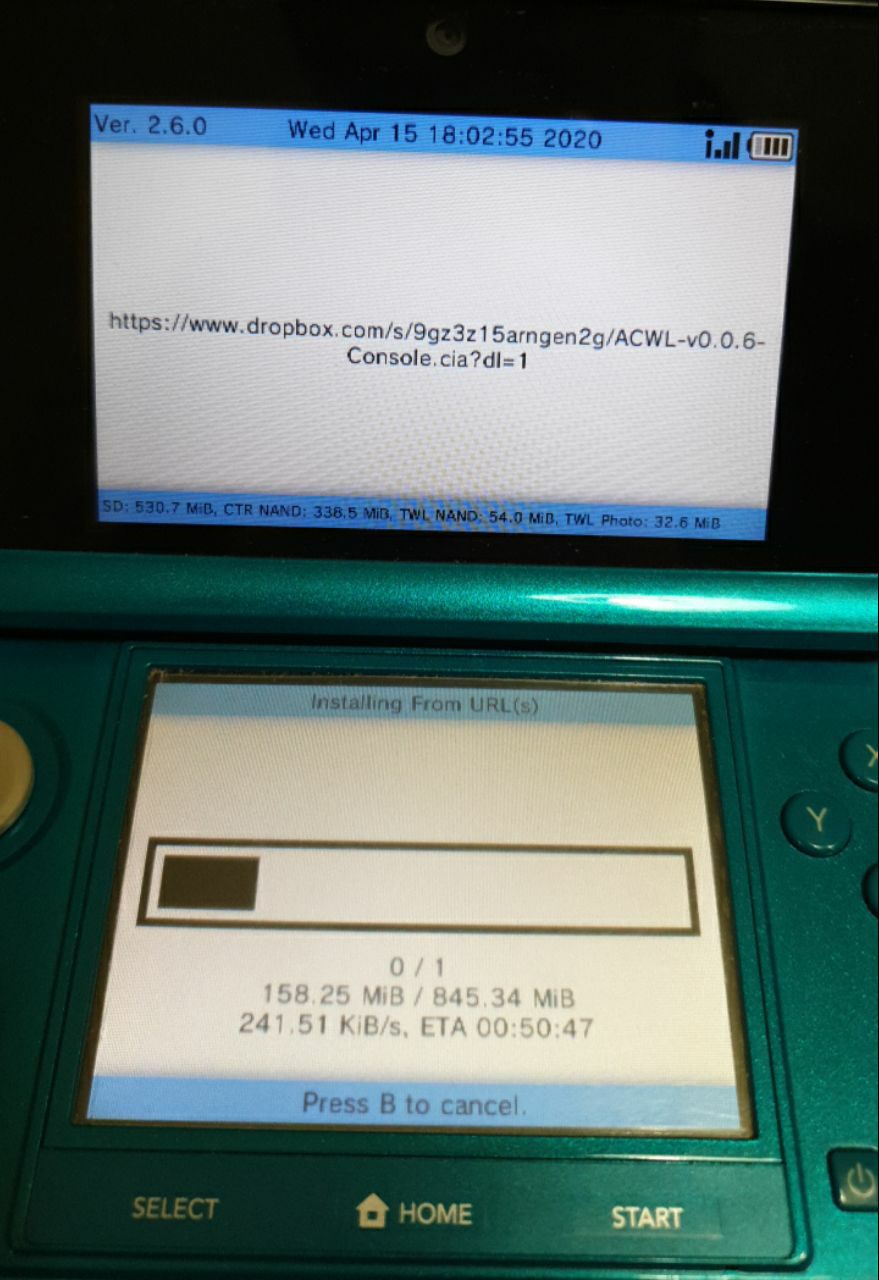 Ver. 2.6.0 Wed Apr 15 18:02:55 2020
https://www.dropbox.com/s/9gz3z15arngen2g/ACWL-v0.0.6-
Console.cia?dl=1
SD: 530.7 MiB, CTR NAND: 338.5 MiB, TWL NAND: 54.0 MiB, TWL Photo: 32.6 MiB
Installing From URL(s)
X
Y
0 / 1
158.25 MiB / 845.34 MiB
241.51 KiB/s, ETA 00:50:47
Press B to cancel.
SELECT HOME START